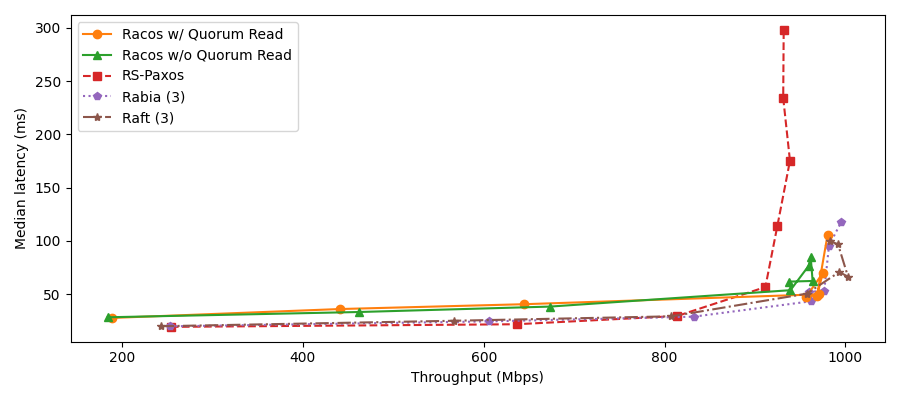 Racos w/ Quorum Read
Racos w/o Quorum Read
RS-Paxos
Rabia (3)
Raft (3)
300
250
200
150
100
50
Median latency (ms)
200
400
600
800
1000
Throughput (Mbps)